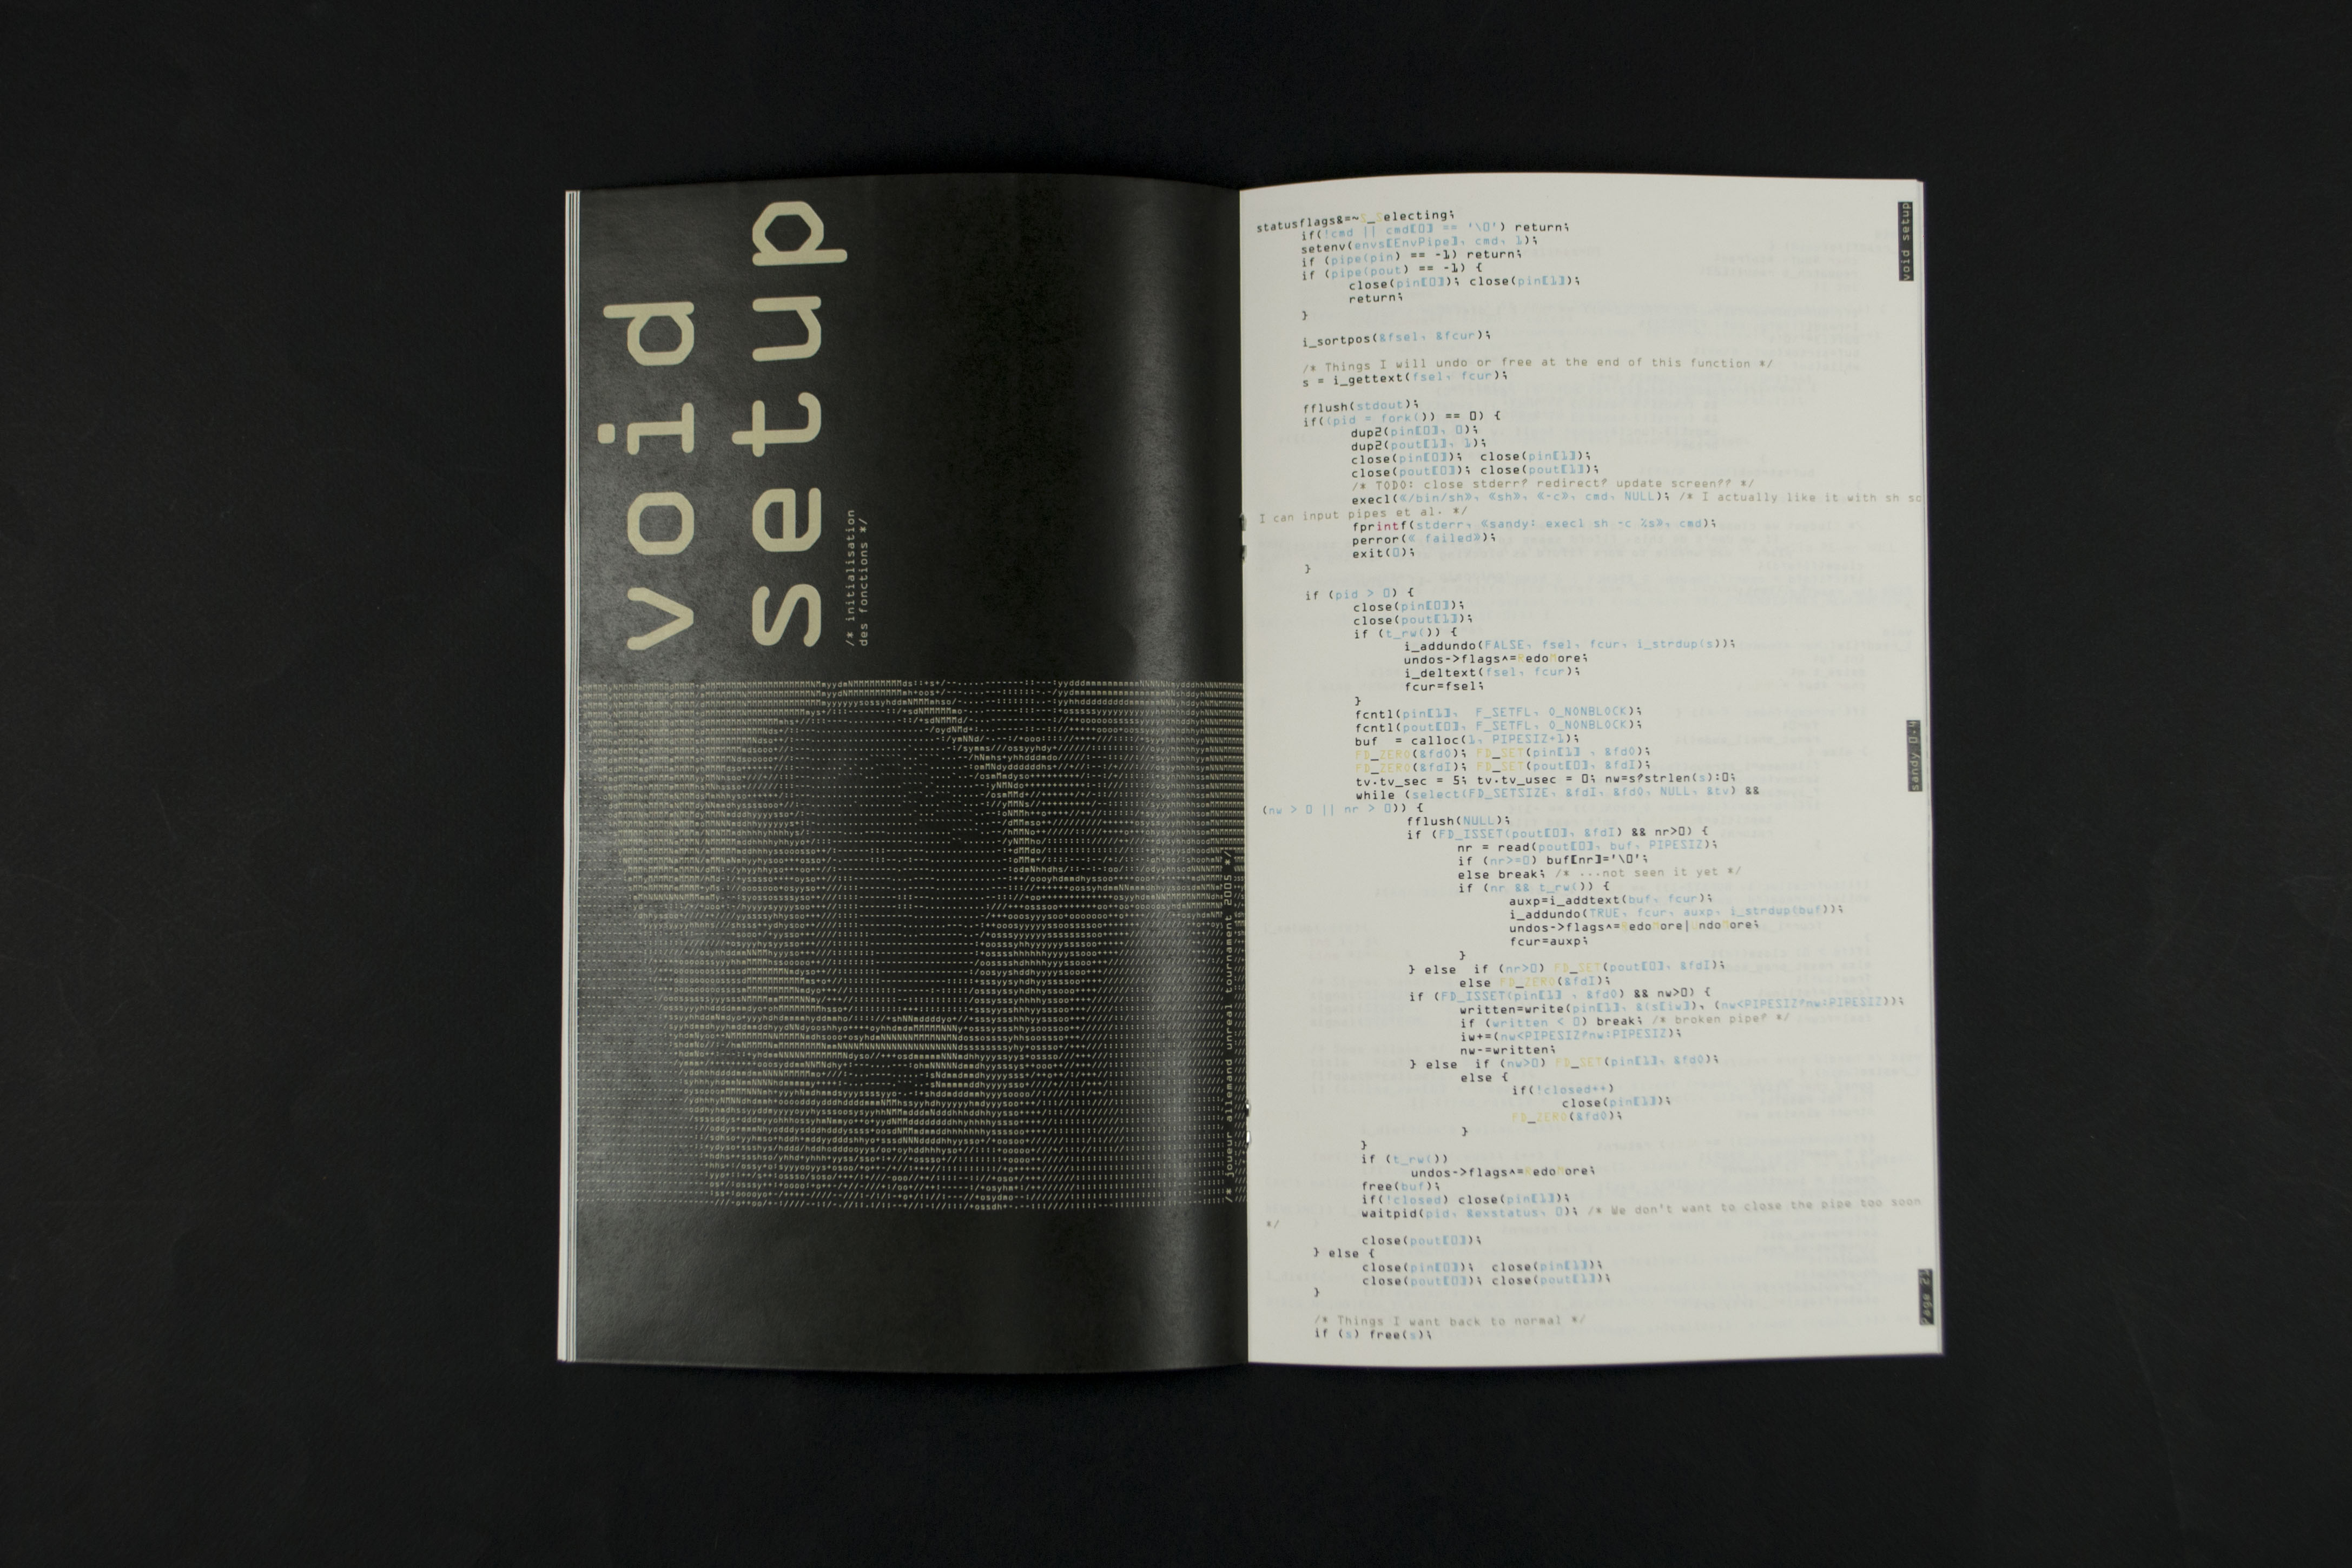 void
setup
/* initialisation
des fonctions */
/* joueur allemand unreal tournament 2005 */
statusflags&=~S_Selecting;
if(!cmd || cmd[0] == '\0') return;
setenv(envs[EnvPipe], cmd, 1);
if (pipe(pin) == -1) return;
if (pipe(pout) == -1) {
close(pin[0]); close(pin[1]);
return;
}
i_sortpos(&fsel, &fcur);
/* Things I will undo or free at the end of this function */
s = i_gettext(fsel, fcur);
fflush(stdout);
if((pid = fork()) == 0) {
dup2(pin[0], 0);
dup2(pout[1], 1);
close(pin[0]);  close(pin[1]);
close(pout[0]); close(pout[1]);
/* TODO: close stderr? redirect? update screen?? */
execl(«/bin/sh», «sh», «-c», cmd, NULL); /* I actually like it with sh so
I can input pipes et al. */
fprintf(stderr, «sandy: execl sh -c %s», cmd);
perror(« failed»);
exit(0);
}
if (pid > 0) {
close(pin[0]);
close(pout[1]);
if (t_rw()) {
i_addundo(FALSE, fsel, fcur, i_strdup(s));
undos->flags^=RedoMore;
i_deltext(fsel, fcur);
fcur=fsel;
}
fcntl(pin[1],  F_SETFL, O_NONBLOCK);
fcntl(pout[0], F_SETFL, O_NONBLOCK);
buf  = calloc(1, PIPESIZ+1);
FD_ZERO(&fdO); FD_SET(pin[1] , &fdO);
FD_ZERO(&fdI); FD_SET(pout[0], &fdI);
tv.tv_sec = 5; tv.tv_usec = 0; nw=s?strlen(s):0;
while (select(FD_SETSIZE, &fdI, &fdO, NULL, &tv) &&
(nw > 0 || nr > 0)) {
fflush(NULL);
if (FD_ISSET(pout[0], &fdI) && nr>0) {
nr = read(pout[0], buf, PIPESIZ);
if (nr>=0) buf[nr]='\0';
else break; /* ...not seen it yet */
if (nr && t_rw()) {
auxp=i_addtext(buf, fcur);
i_addundo(TRUE, fcur, auxp, i_strdup(buf));
undos->flags^=RedoMore|UndoMore;
fcur=auxp;
}
} else  if (nr>0) FD_SET(pout[0], &fdI);
else FD_ZERO(&fdI);
if (FD_ISSET(pin[1] , &fdO) && nw>0) {
written=write(pin[1], &(s[iw]), (nw<PIPESIZ?nw:PIPESIZ));
if (written < 0) break; /* broken pipe? */
iw+=(nw<PIPESIZ?nw:PIPESIZ);
nw-=written;
} else  if (nw>0) FD_SET(pin[1], &fdO);
else {
if(!closed++)
close(pin[1]);
FD_ZERO(&fdO);
}
}
if (t_rw())
undos->flags^=RedoMore;
free(buf);
if(!closed) close(pin[1]);
waitpid(pid, &exstatus, 0); /* We don't want to close the pipe too soon
*/
close(pout[0]);
} else {
close(pin[0]);  close(pin[1]);
close(pout[0]); close(pout[1]);
}
/* Things I want back to normal */
if (s) free(s);
void setup
sandy 0.4